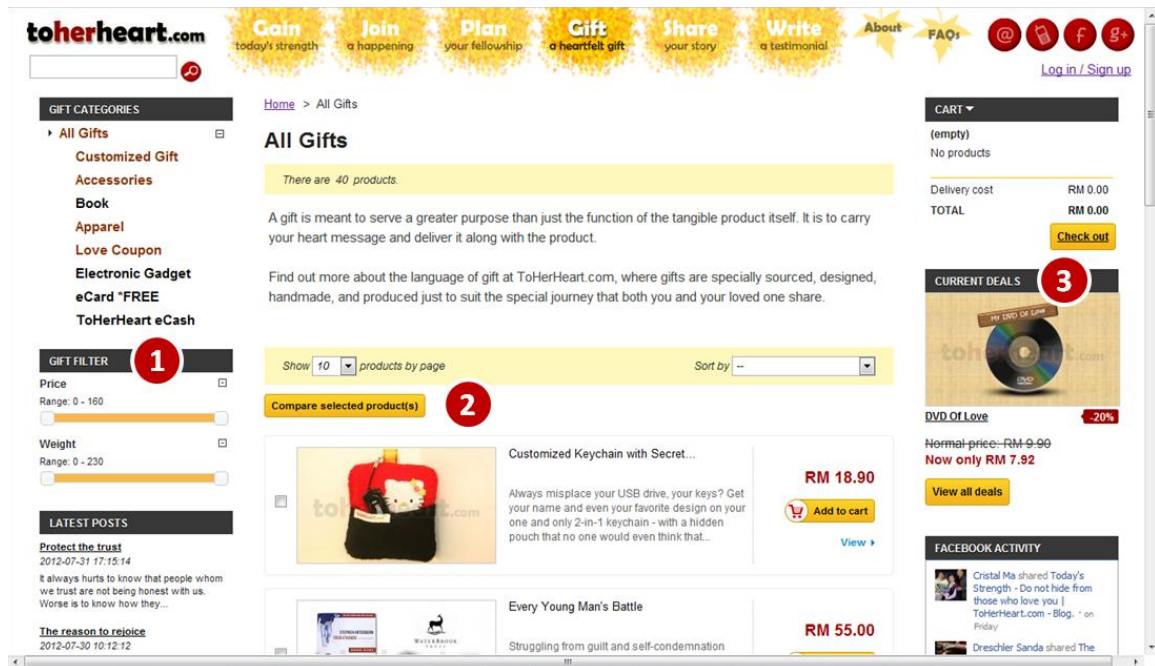 toherheart.com
Gain
today's strength
Join
a happening
Plan
your fellowship
Gift
a heartfelt gift
Share
your story
Write
a testimonial
About
FAQs
@
f
g+
Log in / Sign up
GIFT CATEGORIES
All Gifts
Customized Gift
Accessories
Book
Apparel
Love Coupon
Electronic Gadget
eCard *FREE
ToHerHeart eCash
GIFT FILTER
1
Price
Range: 0 - 160
Weight
Range: 0 - 230
LATEST POSTS
Protect the trust
2012-07-31 17:15:14
It always hurts to know that people whom
we trust are not being honest with us.
Worse is to know how they...
The reason to rejoice
2012-07-30 10:12:12
Home > All Gifts
All Gifts
There are 40 products.
A gift is meant to serve a greater purpose than just the function of the tangible product itself. It is to carry
your heart message and deliver it along with the product.
Find out more about the language of gift at ToHerHeart.com, where gifts are specially sourced, designed,
handmade, and produced just to suit the special journey that both you and your loved one share.
Show 10 products by page
Sort by --
Compare selected product(s)
2
toherheart.com
Customized Keychain with Secret...
Always misplace your USB drive, your keys? Get
your name and even your favorite design on your
one and only 2-in-1 keychain - with a hidden
pouch that no one would even think that...
RM 18.90
Add to cart
View
WATERBROOK
Every Young Man's Battle
Struggling from guilt and self-condemnation
RM 55.00
CART
(empty)
No products
Delivery cost RM 0.00
TOTAL RM 0.00
Check out
CURRENT DEALS
3
MY DVD OF LOVE
toherheart.com
DVD
DVD Of Love
-20%
Normal price: RM 9.90
Now only RM 7.92
View all deals
FACEBOOK ACTIVITY
Cristal Ma shared Today's
Strength - Do not hide from
those who love you |
ToHerHeart.com - Blog. · on
Friday
Dreschler Sanda shared The